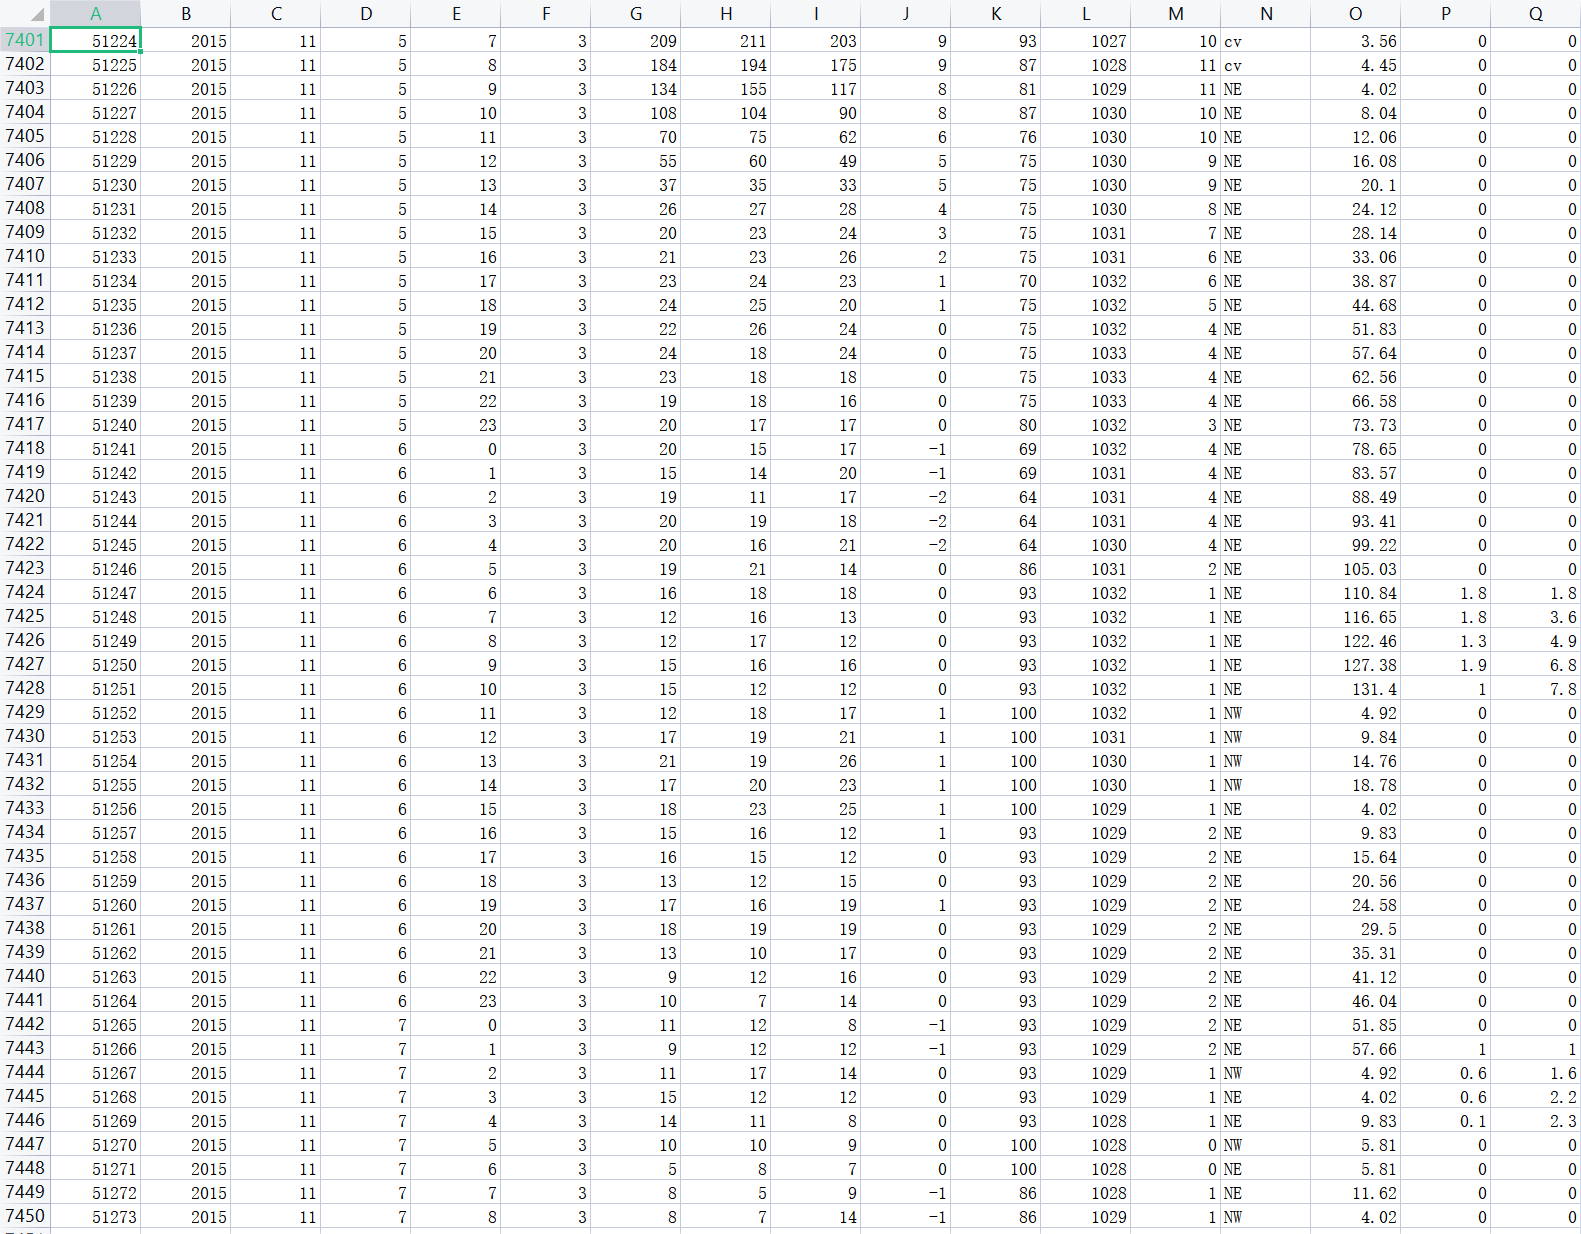 A B C D E F G H I J K L M N O P Q
7401 51224 2015 11 5 7 3 209 211 203 9 93 1027 10 cv 3.56 0 0
7402 51225 2015 11 5 8 3 184 194 175 9 87 1028 11 cv 4.45 0 0
7403 51226 2015 11 5 9 3 134 155 117 8 81 1029 11 NE 4.02 0 0
7404 51227 2015 11 5 10 3 108 104 90 8 87 1030 10 NE 8.04 0 0
7405 51228 2015 11 5 11 3 70 75 62 6 76 1030 10 NE 12.06 0 0
7406 51229 2015 11 5 12 3 55 60 49 5 75 1030 9 NE 16.08 0 0
7407 51230 2015 11 5 13 3 37 35 33 5 75 1030 9 NE 20.1 0 0
7408 51231 2015 11 5 14 3 26 27 28 4 75 1030 8 NE 24.12 0 0
7409 51232 2015 11 5 15 3 20 23 24 3 75 1031 7 NE 28.14 0 0
7410 51233 2015 11 5 16 3 21 23 26 2 75 1031 6 NE 33.06 0 0
7411 51234 2015 11 5 17 3 23 24 23 1 70 1032 6 NE 38.87 0 0
7412 51235 2015 11 5 18 3 24 25 20 1 75 1032 5 NE 44.68 0 0
7413 51236 2015 11 5 19 3 22 26 24 0 75 1032 4 NE 51.83 0 0
7414 51237 2015 11 5 20 3 24 18 24 0 75 1033 4 NE 57.64 0 0
7415 51238 2015 11 5 21 3 23 18 18 0 75 1033 4 NE 62.56 0 0
7416 51239 2015 11 5 22 3 19 18 16 0 75 1033 4 NE 66.58 0 0
7417 51240 2015 11 5 23 3 20 17 17 0 80 1032 3 NE 73.73 0 0
7418 51241 2015 11 6 0 3 20 15 17 -1 69 1032 4 NE 78.65 0 0
7419 51242 2015 11 6 1 3 15 14 20 -1 69 1031 4 NE 83.57 0 0
7420 51243 2015 11 6 2 3 19 11 17 -2 64 1031 4 NE 88.49 0 0
7421 51244 2015 11 6 3 3 20 19 18 -2 64 1031 4 NE 93.41 0 0
7422 51245 2015 11 6 4 3 20 16 21 -2 64 1030 4 NE 99.22 0 0
7423 51246 2015 11 6 5 3 19 21 14 0 86 1031 2 NE 105.03 0 0
7424 51247 2015 11 6 6 3 16 18 18 0 93 1032 1 NE 110.84 1.8 1.8
7425 51248 2015 11 6 7 3 12 16 13 0 93 1032 1 NE 116.65 1.8 3.6
7426 51249 2015 11 6 8 3 12 17 12 0 93 1032 1 NE 122.46 1.3 4.9
7427 51250 2015 11 6 9 3 15 16 16 0 93 1032 1 NE 127.38 1.9 6.8
7428 51251 2015 11 6 10 3 15 12 12 0 93 1032 1 NE 131.4 1 7.8
7429 51252 2015 11 6 11 3 12 18 17 1 100 1032 1 NW 4.92 0 0
7430 51253 2015 11 6 12 3 17 19 21 1 100 1031 1 NW 9.84 0 0
7431 51254 2015 11 6 13 3 21 19 26 1 100 1030 1 NW 14.76 0 0
7432 51255 2015 11 6 14 3 17 20 23 1 100 1030 1 NW 18.78 0 0
7433 51256 2015 11 6 15 3 18 23 25 1 100 1029 1 NE 4.02 0 0
7434 51257 2015 11 6 16 3 15 16 12 1 93 1029 2 NE 9.83 0 0
7435 51258 2015 11 6 17 3 16 15 12 0 93 1029 2 NE 15.64 0 0
7436 51259 2015 11 6 18 3 13 12 15 0 93 1029 2 NE 20.56 0 0
7437 51260 2015 11 6 19 3 17 16 19 1 93 1029 2 NE 24.58 0 0
7438 51261 2015 11 6 20 3 18 19 19 0 93 1029 2 NE 29.5 0 0
7439 51262 2015 11 6 21 3 13 10 17 0 93 1029 2 NE 35.31 0 0
7440 51263 2015 11 6 22 3 9 12 16 0 93 1029 2 NE 41.12 0 0
7441 51264 2015 11 6 23 3 10 7 14 0 93 1029 2 NE 46.04 0 0
7442 51265 2015 11 7 0 3 11 12 8 -1 93 1029 2 NE 51.85 0 0
7443 51266 2015 11 7 1 3 9 12 12 -1 93 1029 2 NE 57.66 1 1
7444 51267 2015 11 7 2 3 11 17 14 0 93 1029 1 NW 4.92 0.6 1.6
7445 51268 2015 11 7 3 3 15 12 12 0 93 1029 1 NE 4.02 0.6 2.2
7446 51269 2015 11 7 4 3 14 11 8 0 93 1028 1 NE 9.83 0.1 2.3
7447 51270 2015 11 7 5 3 10 10 9 0 100 1028 0 NW 5.81 0 0
7448 51271 2015 11 7 6 3 5 8 7 0 100 1028 0 NE 5.81 0 0
7449 51272 2015 11 7 7 3 8 5 9 -1 86 1028 1 NE 11.62 0 0
7450 51273 2015 11 7 8 3 8 7 14 -1 86 1029 1 NW 4.02 0 0